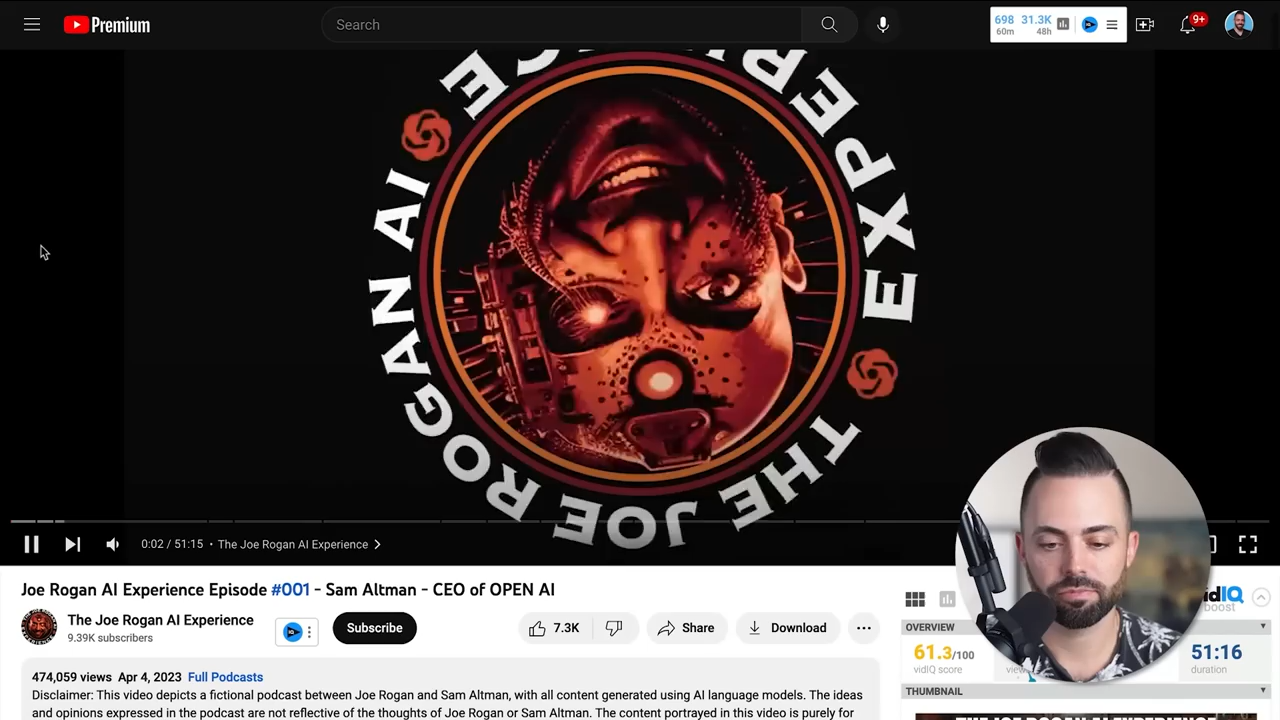 Premium
Search
698 31.3K
60m 48h
9+
THE JOE ROGAN AI EXPERIENCE
0:02 / 51:15 • The Joe Rogan AI Experience
Joe Rogan AI Experience Episode #001 - Sam Altman - CEO of OPEN AI
The Joe Rogan AI Experience
9.39K subscribers
Subscribe
7.3K
Share
Download
474,059 views Apr 4, 2023 Full Podcasts
Disclaimer: This video depicts a fictional podcast between Joe Rogan and Sam Altman, with all content generated using AI language models. The ideas
and opinions expressed in the podcast are not reflective of the thoughts of Joe Rogan or Sam Altman. The content portrayed in this video is purely for
idIQ
boost
OVERVIEW
61.3/100
vidIQ score
view
51:16
duration
THUMBNAIL